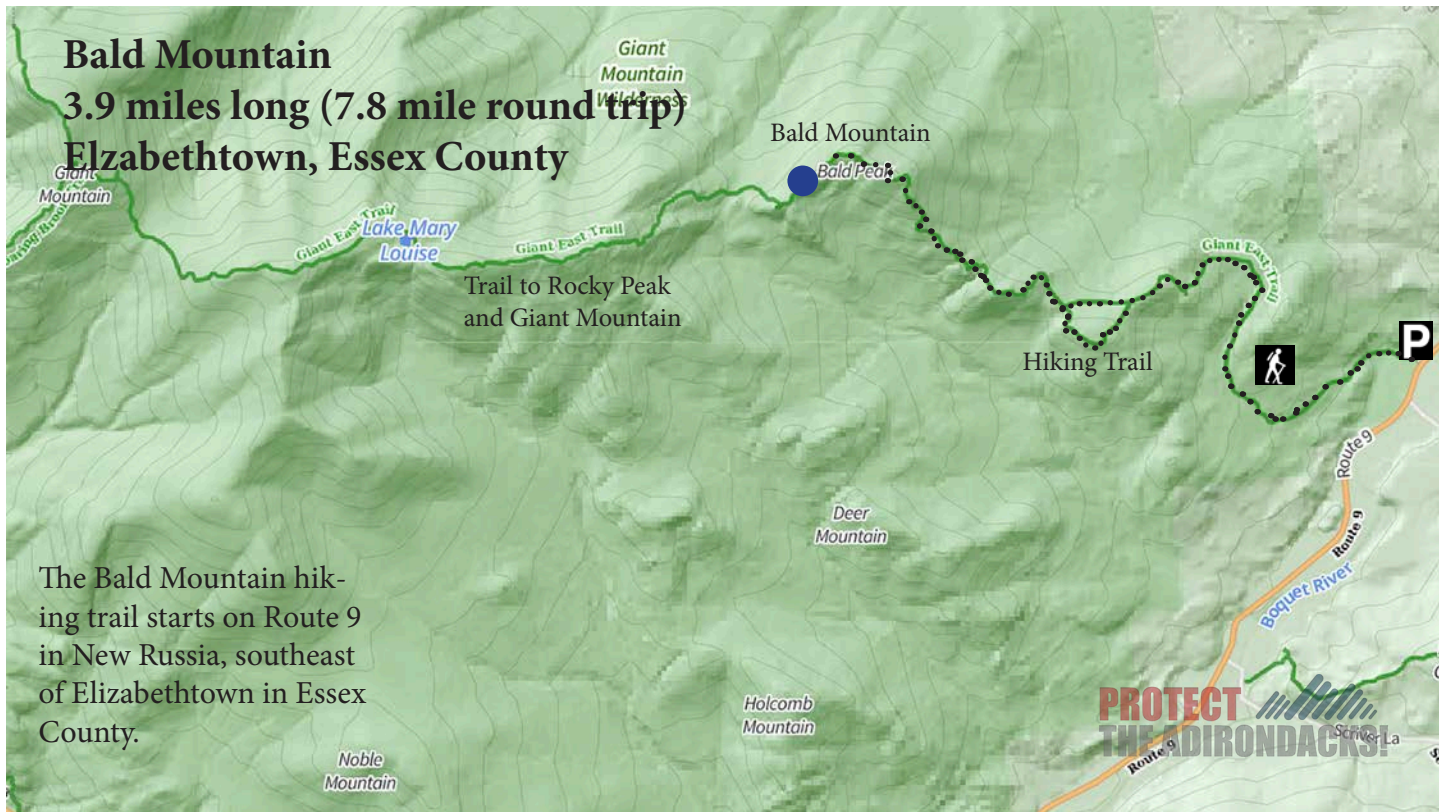 Bald Mountain
3.9 miles long (7.8 mile round trip)
Elzabethtown, Essex County
Giant
Mountain
Wilderness
Bald Mountain
Bald Peak
Giant
Mountain
Giant East Trail
Lake Mary
Louise
Giant East Trail
Giant East Trail
Trail to Rocky Peak
and Giant Mountain
Hiking Trail
P
Route 9
Deer
Mountain
Route 9
Boquet River
The Bald Mountain hik-
ing trail starts on Route 9
in New Russia, southeast
of Elizabethtown in Essex
County.
Holcomb
Mountain
PROTECT
THE ADIRONDACKS!
Scriver La
Route 9
Noble
Mountain